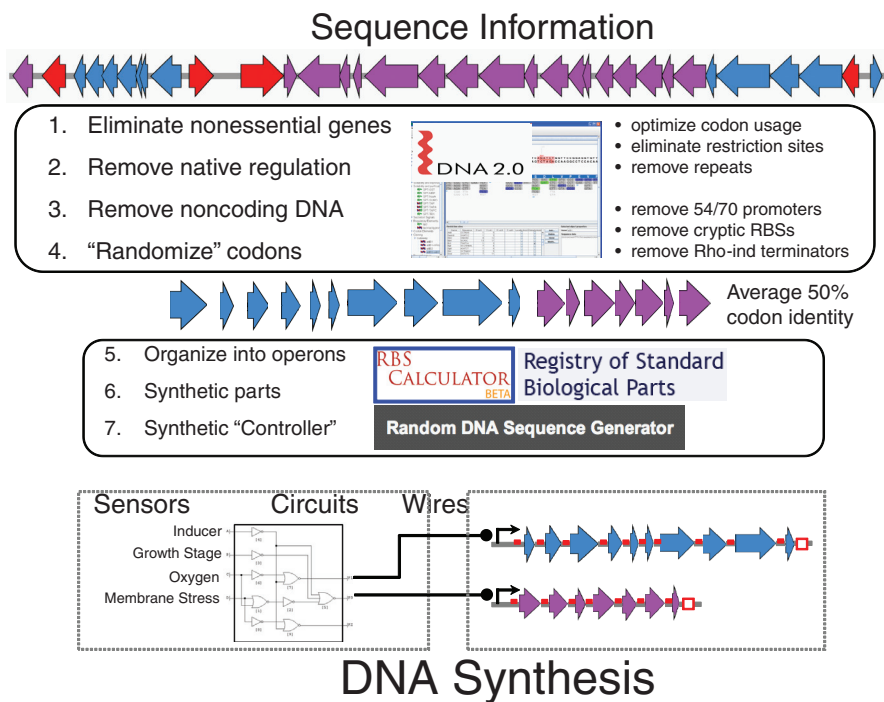 Sequence Information
1. Eliminate nonessential genes
2. Remove native regulation
3. Remove noncoding DNA
4. “Randomize” codons
DNA 2.0
• optimize codon usage
• eliminate restriction sites
• remove repeats
• remove 54/70 promoters
• remove cryptic RBSs
• remove Rho-ind terminators
Average 50%
codon identity
5. Organize into operons
6. Synthetic parts
7. Synthetic “Controller”
RBS
CALCULATOR
BETA
Registry of Standard
Biological Parts
Random DNA Sequence Generator
Sensors Circuits Wires
Inducer
Growth Stage
Oxygen
Membrane Stress
DNA Synthesis